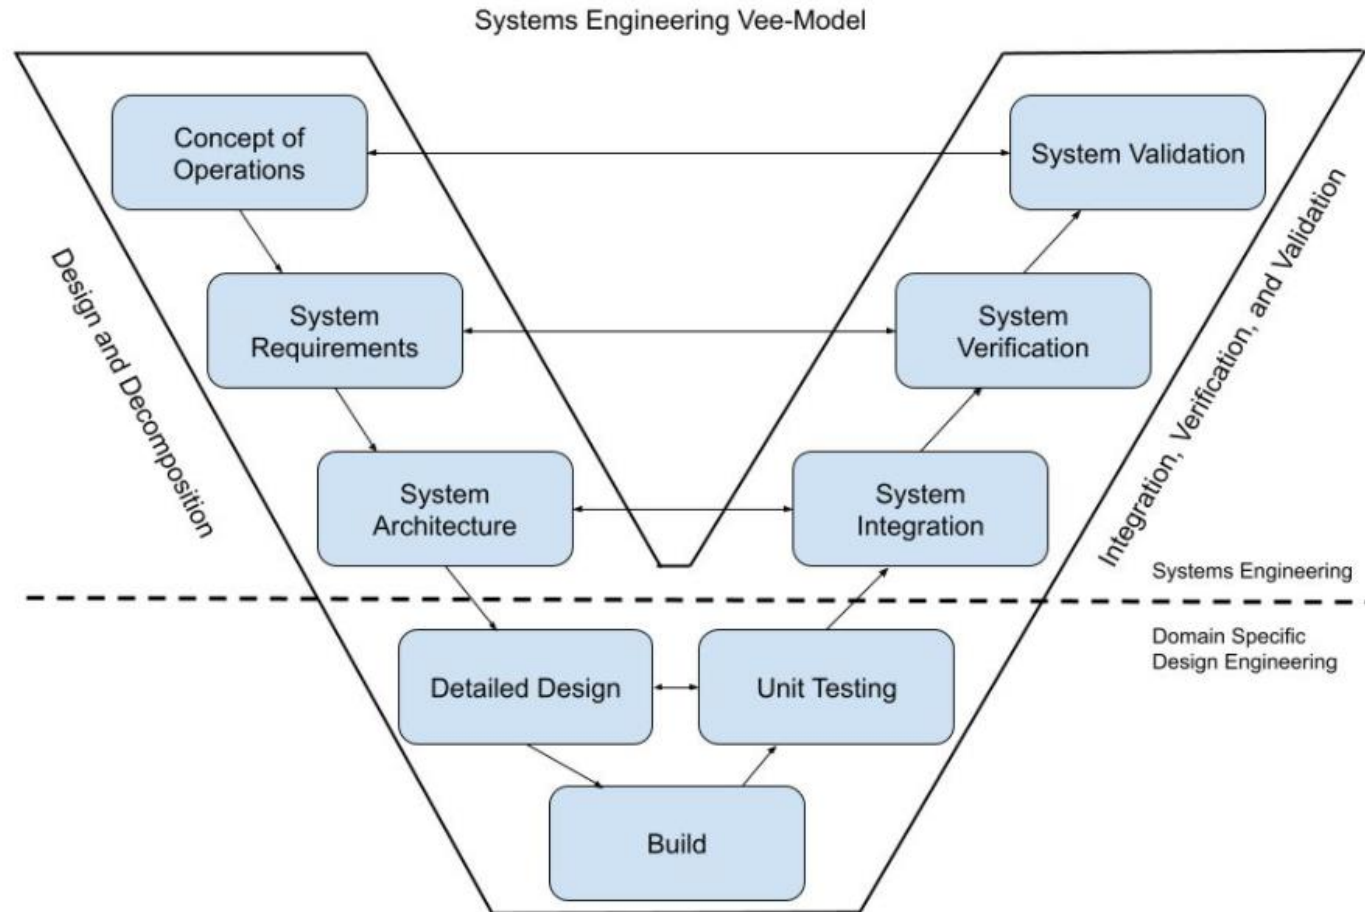 Systems Engineering Vee-Model
Concept of
Operations
System Validation
Design and Decomposition
Integration, Verification, and Validation
System
Requirements
System
Verification
System
Architecture
System
Integration
Systems Engineering
Domain Specific
Design Engineering
Detailed Design
Unit Testing
Build